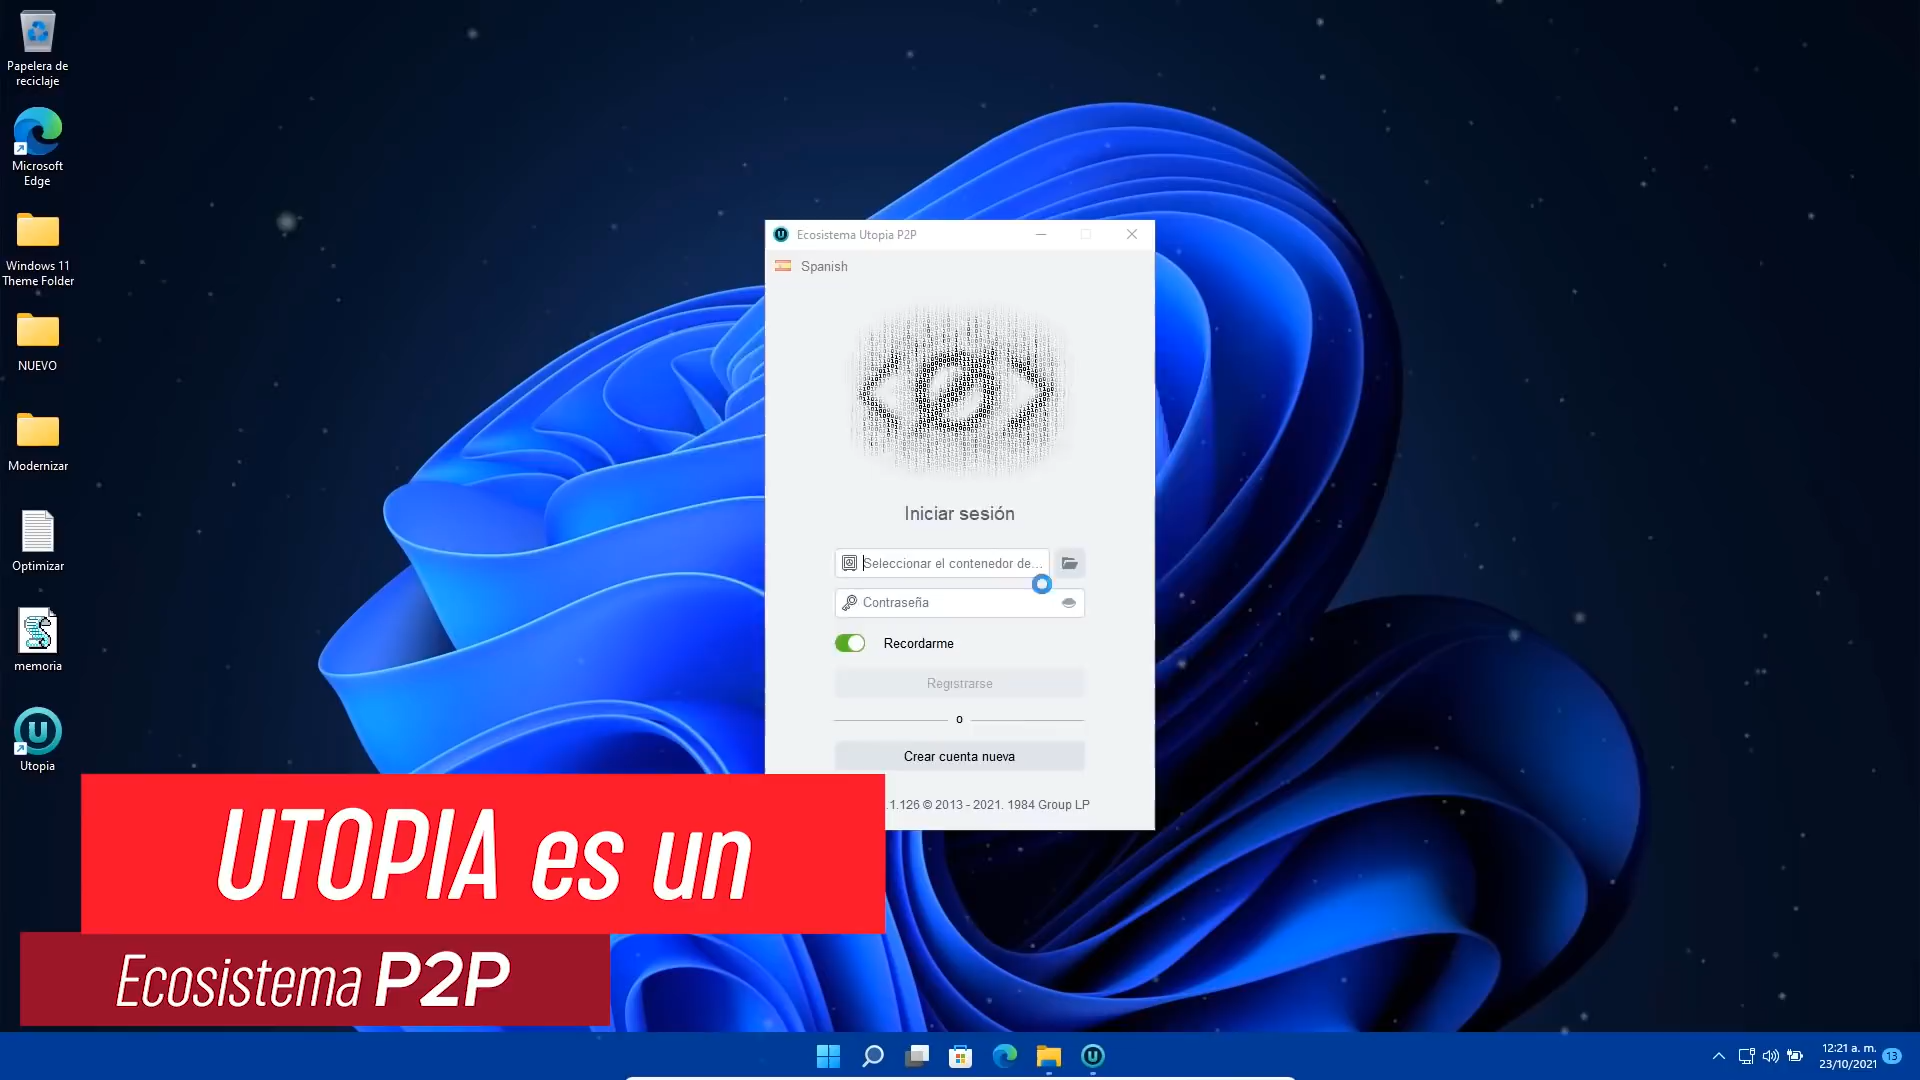 Papelera de
reciclaje
Microsoft
Edge
Windows 11
Theme Folder
NUEVO
Modernizar
Optimizar
memoria
Utopia
Ecosistema Utopia P2P
Spanish
Iniciar sesión
Seleccionar el contenedor de...
Contraseña
Recordarme
Registrarse
o
Crear cuenta nueva
.1.126 © 2013 - 2021. 1984 Group LP
UTOPIA es un
Ecosistema P2P
12:21 a. m.
23/10/2021
13